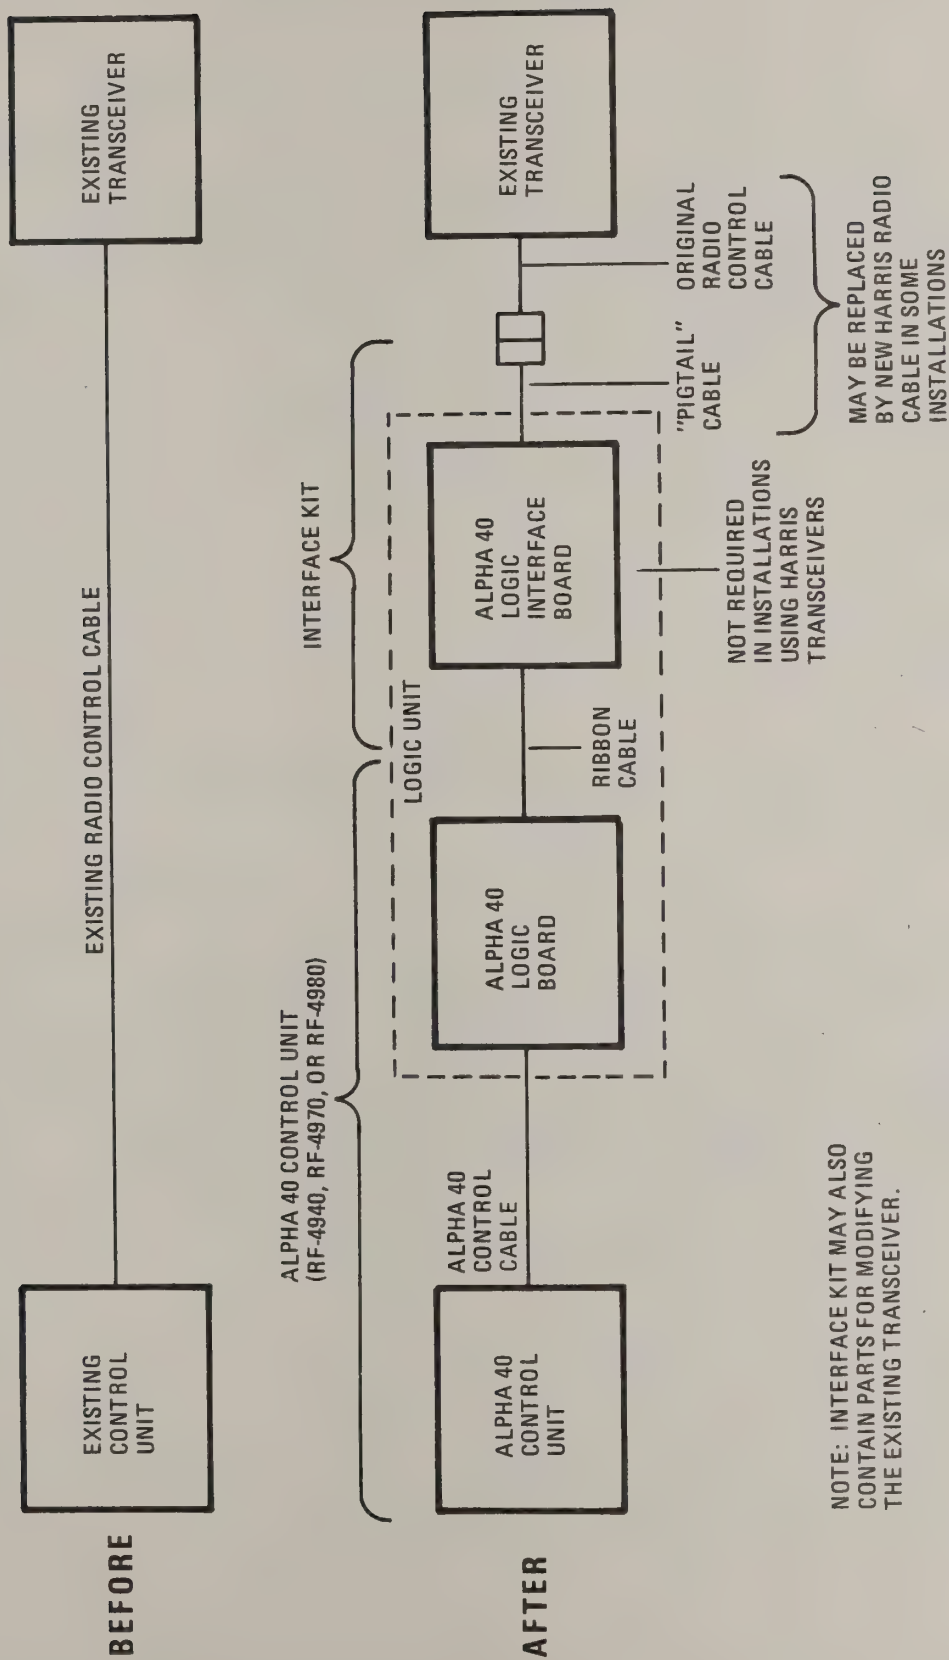 BEFORE
EXISTING
CONTROL
UNIT
EXISTING RADIO CONTROL CABLE
EXISTING
TRANSCEIVER
AFTER
ALPHA 40 CONTROL UNIT
(RF-4940, RF-4970, OR RF-4980)
INTERFACE KIT
LOGIC UNIT
ALPHA 40
CONTROL
UNIT
ALPHA 40
CONTROL
CABLE
ALPHA 40
LOGIC
BOARD
RIBBON
CABLE
ALPHA 40
LOGIC
INTERFACE
BOARD
"PIGTAIL"
CABLE
ORIGINAL
RADIO
CONTROL
CABLE
EXISTING
TRANSCEIVER
NOT REQUIRED
IN INSTALLATIONS
USING HARRIS
TRANSCEIVERS
MAY BE REPLACED
BY NEW HARRIS RADIO
CABLE IN SOME
INSTALLATIONS
NOTE: INTERFACE KIT MAY ALSO
CONTAIN PARTS FOR MODIFYING
THE EXISTING TRANSCEIVER.